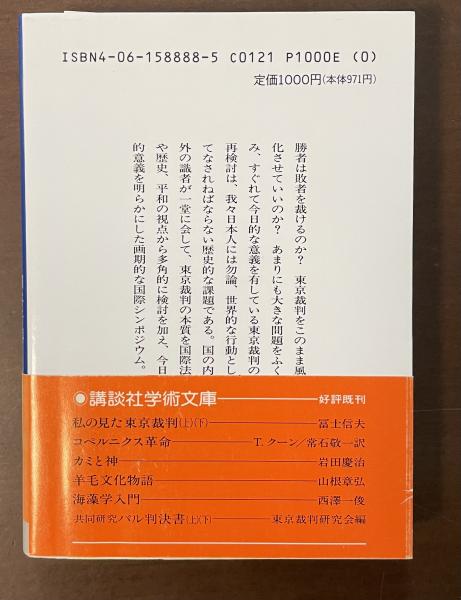 ISBN4-06-158888-5 C0121 P1000E (0)
定価1000円(本体971円)
勝者は敗者を裁けるのか? 東京裁判をこのまま風
化させていいのか? あまりにも大きな問題をふく
み、すぐれて今日的な意義を有している東京裁判の
再検討は、我々日本人には勿論、世界的な行動とし
てなされねばならない歴史的な課題である。国の内
外の識者が一堂に会して、東京裁判の本質を国際法
や歴史、平和の視点から多角的に検討を加え、今日
的意義を明らかにした画期的な国際シンポジウム。
講談社学術文庫 好評既刊
私の見た東京裁判(上)(下) 冨士信夫
コペルニクス革命 T.クーン/常石敬一訳
カミと神 岩田慶治
羊毛文化物語 山根章弘
海藻学入門 西澤一俊
共同研究パル判決書(上)(下) 東京裁判研究会編